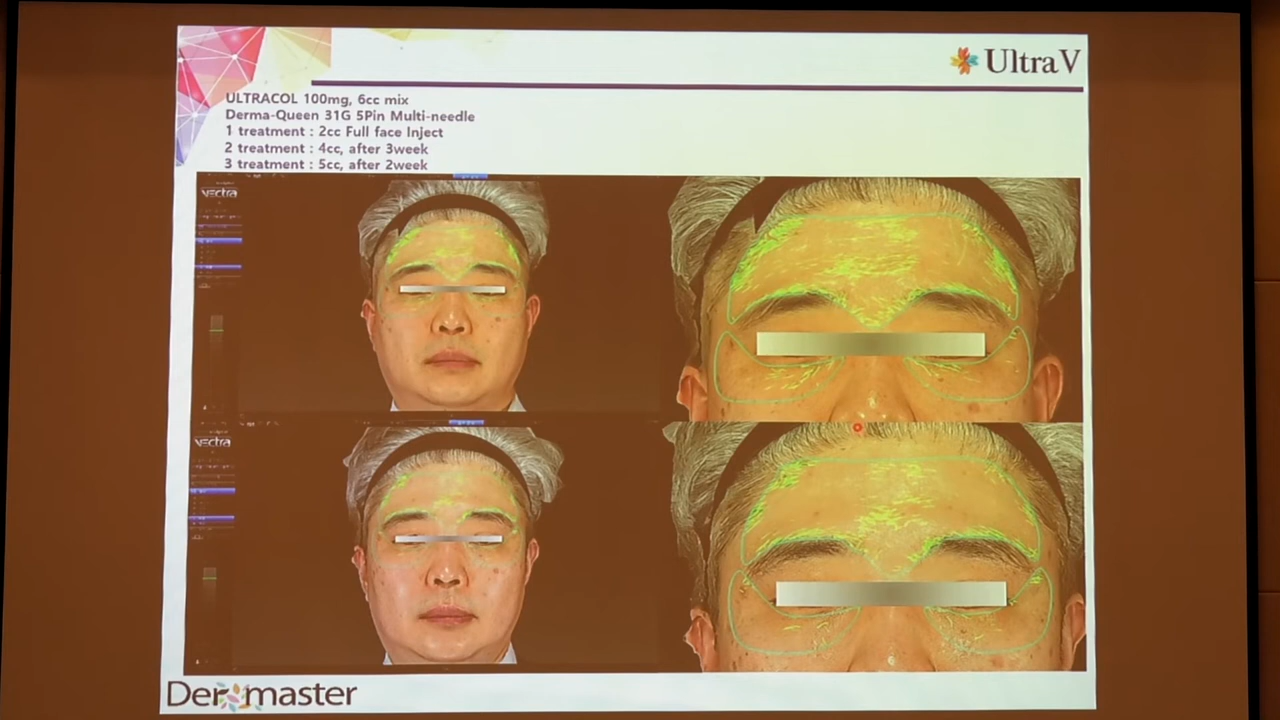 UltraV
ULTRACOL 100mg, 6cc mix
Derma-Queen 31G 5Pin Multi-needle
1 treatment : 2cc Full face Inject
2 treatment : 4cc, after 3week
3 treatment : 5cc, after 2week
vectra
vectra
Dermaster